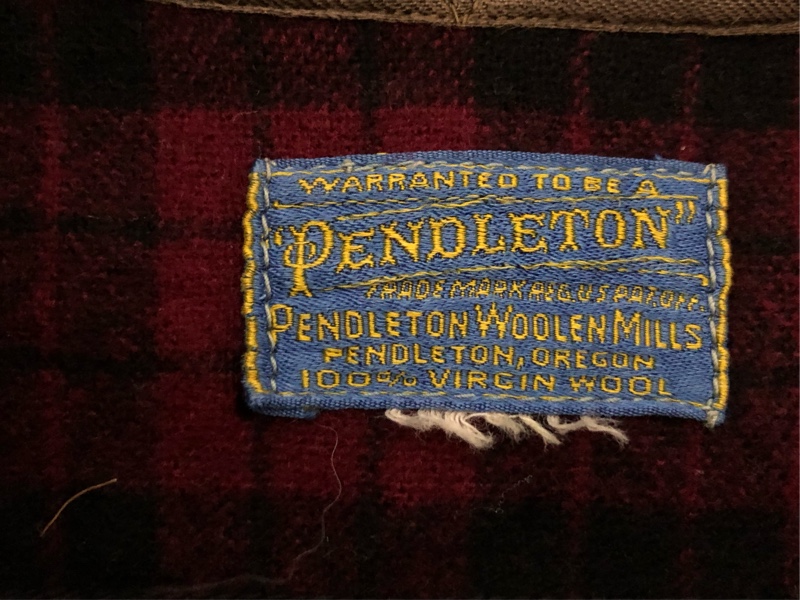 WARRANTED TO BE A
"PENDLETON"
TRADE MARK REG. U S PAT. OFF.
PENDLETON WOOLEN MILLS
PENDLETON, OREGON
100% VIRGIN WOOL